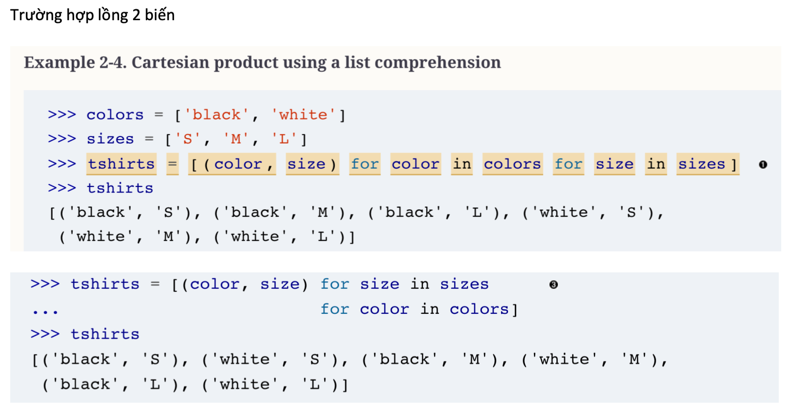 Trường hợp lồng 2 biến
Example 2-4. Cartesian product using a list comprehension
>>> colors = ['black', 'white']
>>> sizes = ['S', 'M', 'L']
>>> tshirts = [(color, size) for color in colors for size in sizes] ❶
>>> tshirts
[('black', 'S'), ('black', 'M'), ('black', 'L'), ('white', 'S'),
('white', 'M'), ('white', 'L')]
>>> tshirts = [(color, size) for size in sizes ❸
... for color in colors]
>>> tshirts
[('black', 'S'), ('white', 'S'), ('black', 'M'), ('white', 'M'),
('black', 'L'), ('white', 'L')]